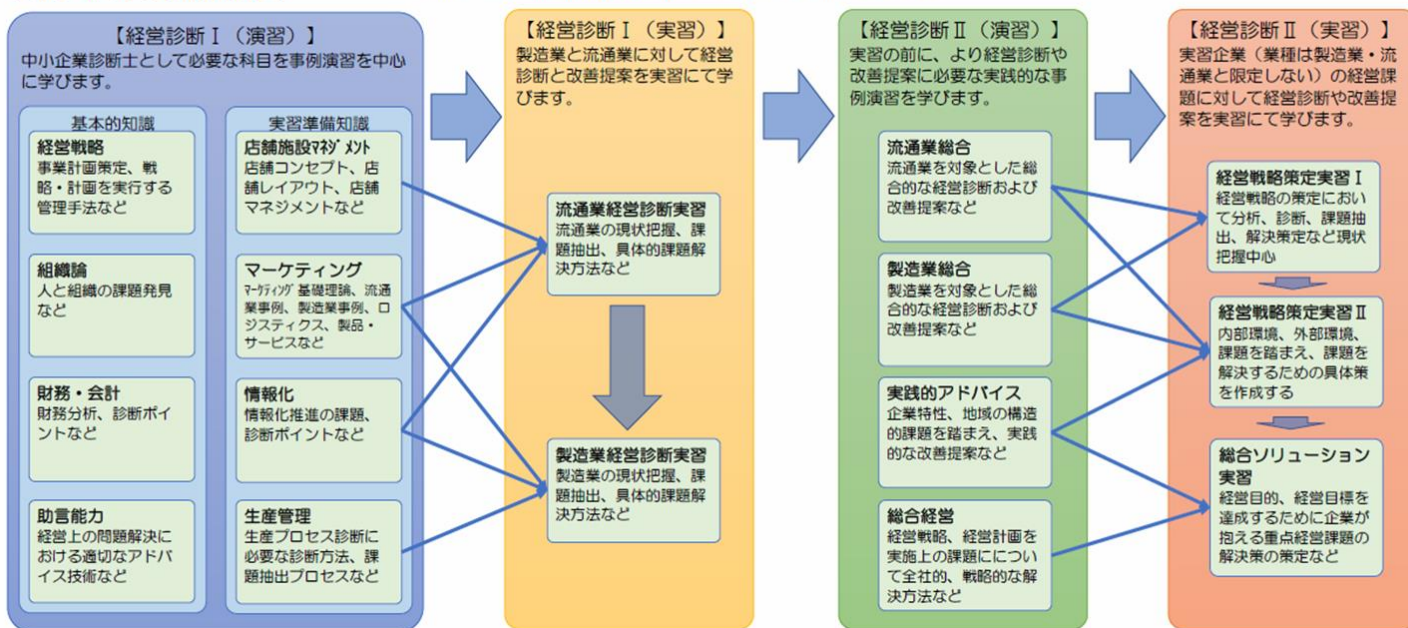 【経営診断Ⅰ（演習）】
中小企業診断士として必要な科目を事例演習を中心
に学びます。
基本的知識
経営戦略
事業計画策定、戦
略・計画を実行する
管理手法など
組織論
人と組織の課題発見
など
財務・会計
財務分析、診断ポイ
ントなど
助言能力
経営上の問題解決に
おける適切なアドバ
イス技術など
実習準備知識
店舗施設ﾏﾈｼﾞﾒﾝﾄ
店舗コンセプト、店
舗レイアウト、店舗
マネジメントなど
マーケティング
ﾏｰｹﾃｨﾝｸﾞ基礎理論、流通
業事例、製造業事例、ロ
ジスティクス、製品・
サービスなど
情報化
情報化推進の課題、
診断ポイントなど
生産管理
生産プロセス診断に
必要な診断方法、課
題抽出プロセスなど
【経営診断Ⅰ（実習）】
製造業と流通業に対して経営
診断と改善提案を実習にて学
びます。
流通業経営診断実習
流通業の現状把握、課
題抽出、具体的課題解
決方法など
製造業経営診断実習
製造業の現状把握、課
題抽出、具体的課題解
決方法など
【経営診断Ⅱ（演習）】
実習の前に、より経営診断や
改善提案に必要な実践的な事
例演習を学びます。
流通業総合
流通業を対象とした総
合的な経営診断および
改善提案など
製造業総合
製造業を対象とした総
合的な経営診断および
改善提案など
実践的アドバイス
企業特性、地域の構造
的課題を踏まえ、実践
的な改善提案など
総合経営
経営戦略、経営計画を
実施上の課題にについ
て全社的、戦略的な解
決方法など
【経営診断Ⅱ（実習）】
実習企業（業種は製造業・流
通業と限定しない）の経営課
題に対して経営診断や改善提
案を実習にて学びます。
経営戦略策定実習Ⅰ
経営戦略の策定におい
て分析、診断、課題抽
出、解決策定など現状
把握中心
経営戦略策定実習Ⅱ
内部環境、外部環境、
課題を踏まえ、課題を
解決するための具体策
を作成する
総合ソリューション
実習
経営目的、経営目標を
達成するために企業が
抱える重点経営課題の
解決策の策定など